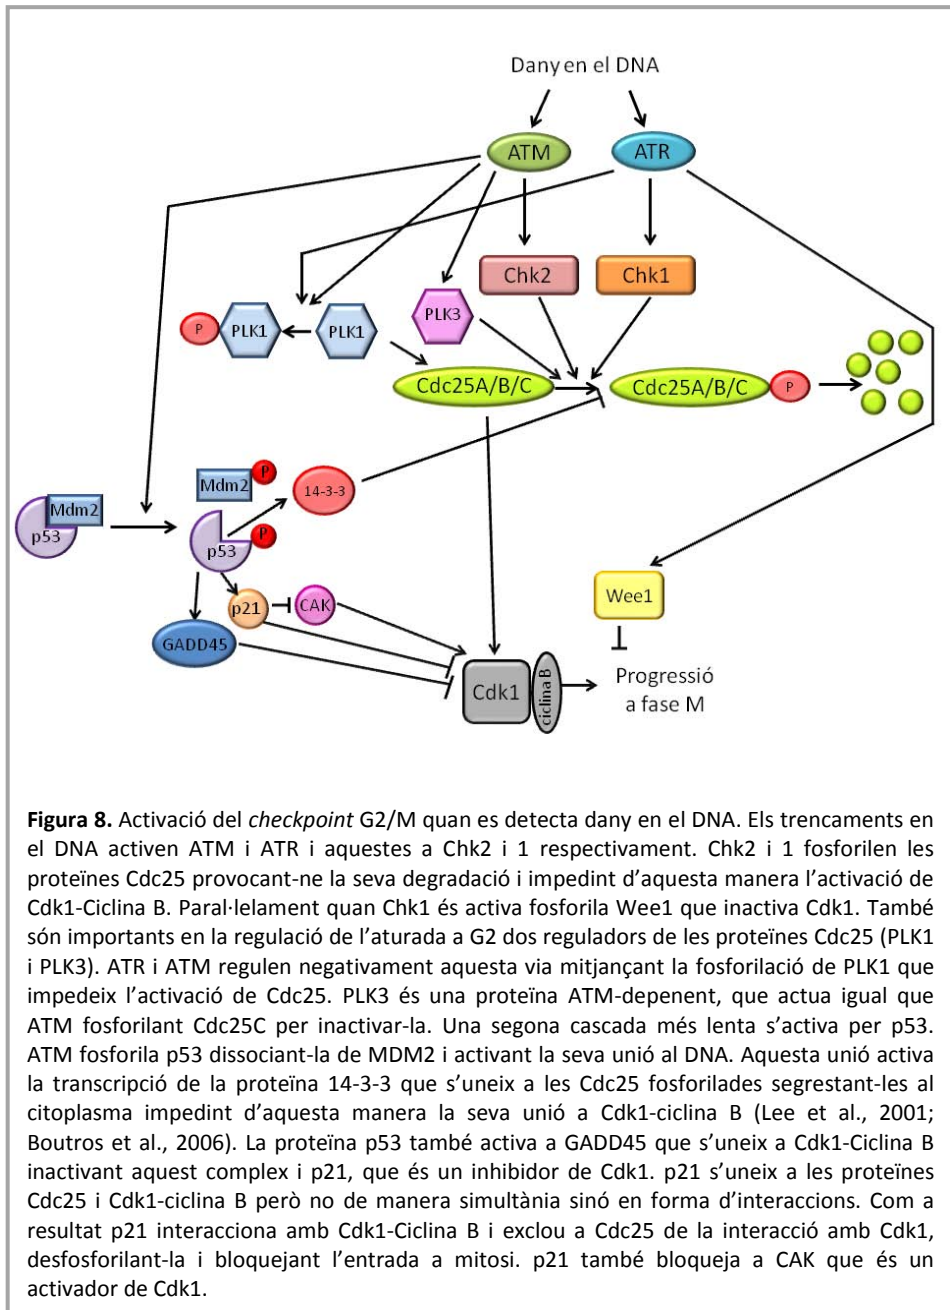 Dany en el DNA
ATM
ATR
Chk2
Chk1
P
PLK1
PLK1
PLK3
Cdc25A/B/C
Cdc25A/B/C
P
Mdm2
P
14-3-3
Mdm2
p53
p53
P
p21
CAK
Wee1
GADD45
Cdk1
ciclina B
Progressió
a fase M
Figura 8. Activació del checkpoint G2/M quan es detecta dany en el DNA. Els trencaments en
el DNA activen ATM i ATR i aquestes a Chk2 i 1 respectivament. Chk2 i 1 fosforilen les
proteïnes Cdc25 provocant-ne la seva degradació i impedint d’aquesta manera l’activació de
Cdk1-Ciclina B. Paral·lelament quan Chk1 és activa fosforila Wee1 que inactiva Cdk1. També
són importants en la regulació de l’aturada a G2 dos reguladors de les proteïnes Cdc25 (PLK1
i PLK3). ATR i ATM regulen negativament aquesta via mitjançant la fosforilació de PLK1 que
impedeix l’activació de Cdc25. PLK3 és una proteïna ATM-depenent, que actua igual que
ATM fosforilant Cdc25C per inactivar-la. Una segona cascada més lenta s’activa per p53.
ATM fosforila p53 dissociant-la de MDM2 i activant la seva unió al DNA. Aquesta unió activa
la transcripció de la proteïna 14-3-3 que s’uneix a les Cdc25 fosforilades segrestant-les al
citoplasma impedint d’aquesta manera la seva unió a Cdk1-ciclina B (Lee et al., 2001;
Boutros et al., 2006). La proteïna p53 també activa a GADD45 que s’uneix a Cdk1-Ciclina B
inactivant aquest complex i p21, que és un inhibidor de Cdk1. p21 s’uneix a les proteïnes
Cdc25 i Cdk1-ciclina B però no de manera simultània sinó en forma d’interaccions. Com a
resultat p21 interacciona amb Cdk1-Ciclina B i exclou a Cdc25 de la interacció amb Cdk1,
desfosforilant-la i bloquejant l’entrada a mitosi. p21 també bloqueja a CAK que és un
activador de Cdk1.